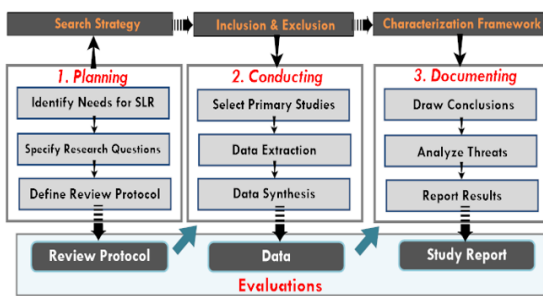 Search Strategy
Inclusion & Exclusion
Characterization Framework
1. Planning
Identify Needs for SLR
Specify Research Questions
Define Review Protocol
2. Conducting
Select Primary Studies
Data Extraction
Data Synthesis
3. Documenting
Draw Conclusions
Analyze Threats
Report Results
Review Protocol
Data
Study Report
Evaluations